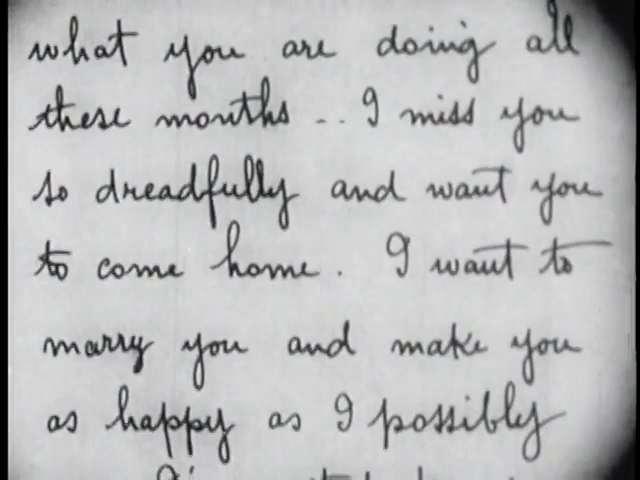 what you are doing all
these months .. I miss you
so dreadfully and want you
to come home. I want to
marry you and make you
as happy as I possibly